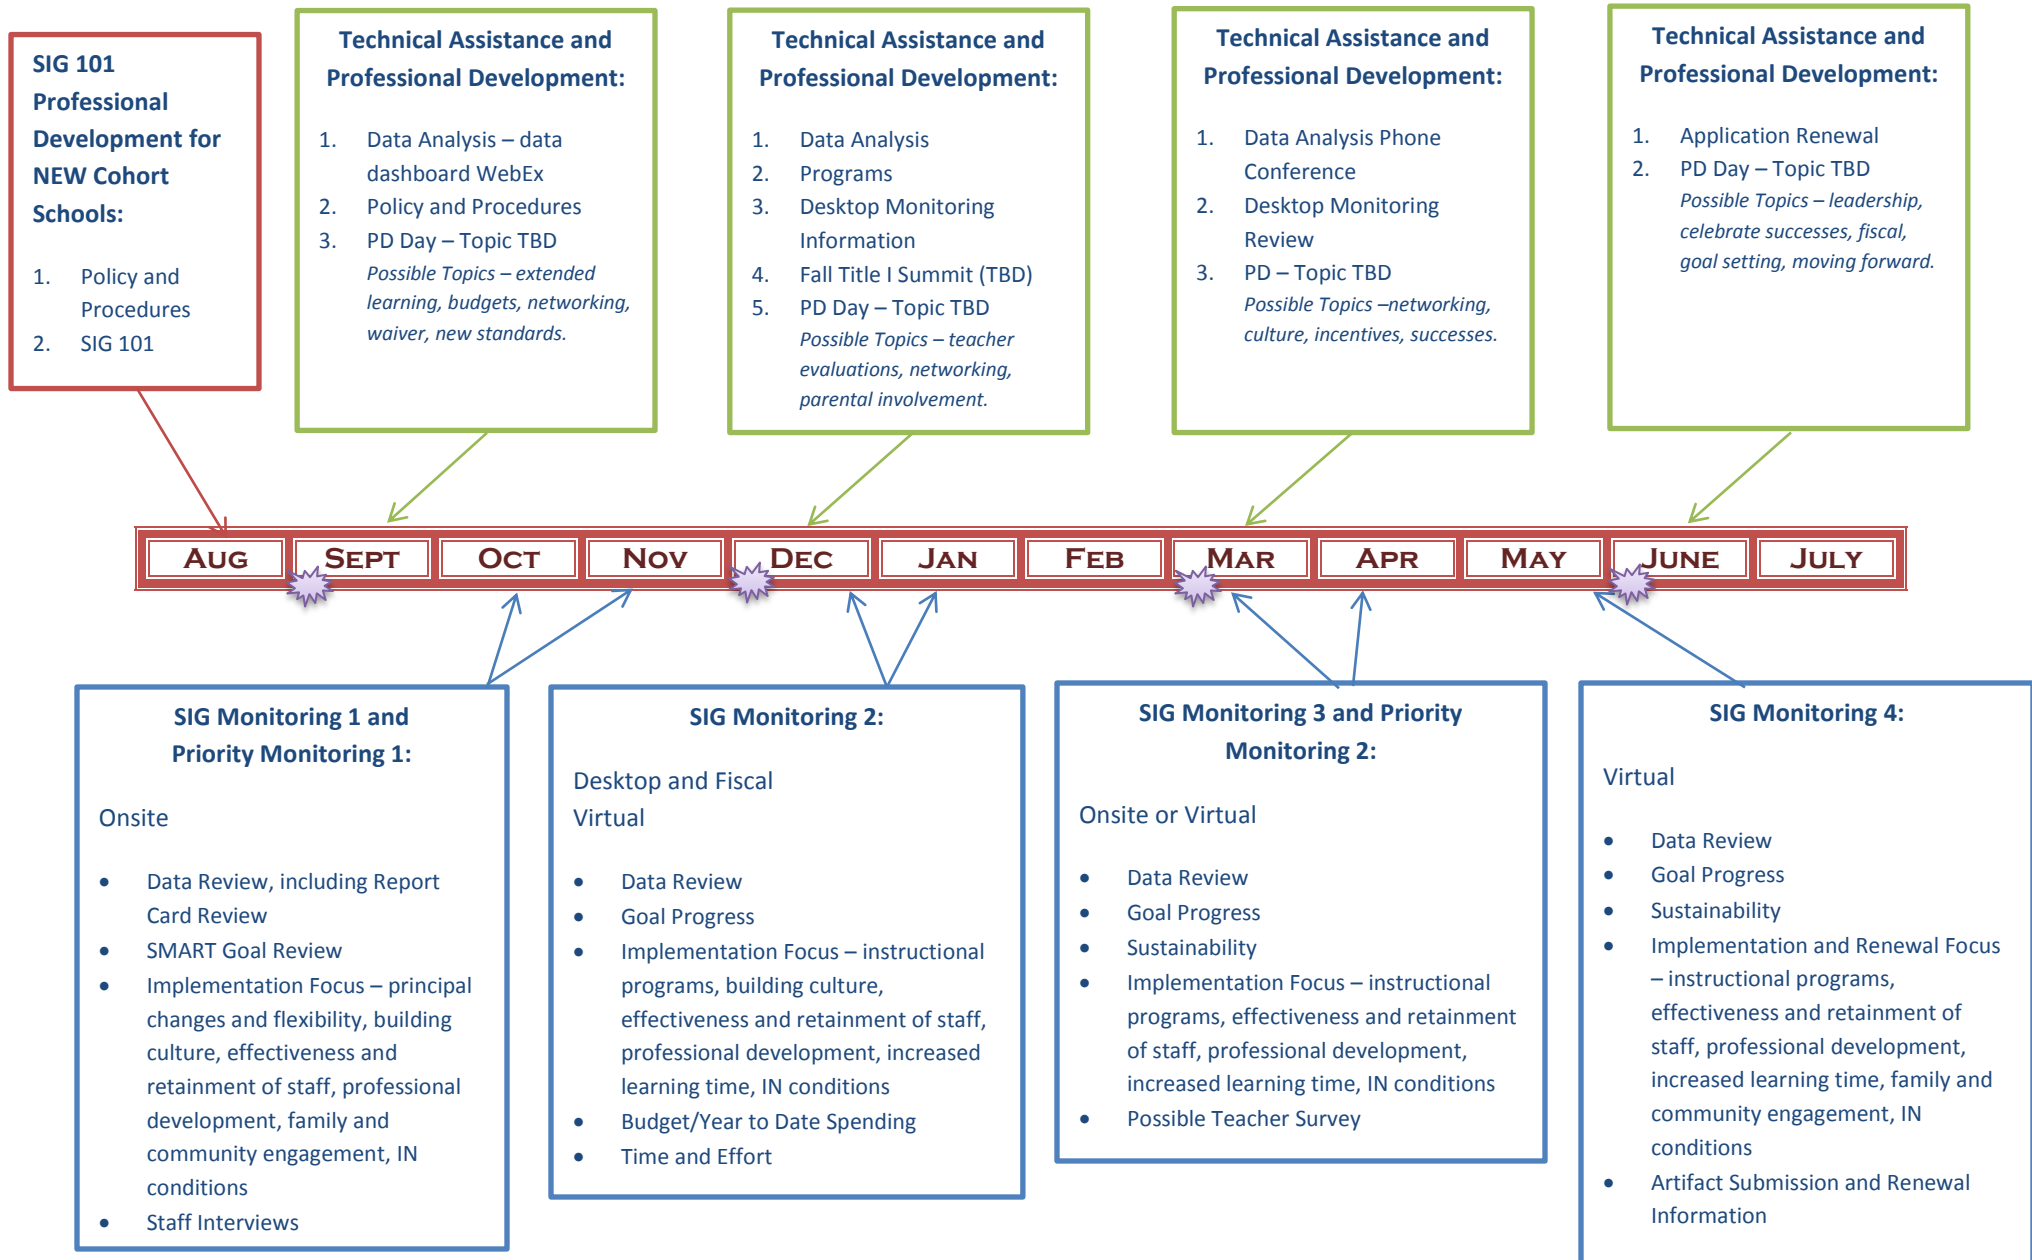 SIG 101
Professional
Development for
NEW Cohort
Schools:
1. Policy and
Procedures
2. SIG 101
Technical Assistance and
Professional Development:
1. Data Analysis – data
dashboard WebEx
2. Policy and Procedures
3. PD Day – Topic TBD
Possible Topics – extended
learning, budgets, networking,
waiver, new standards.
Technical Assistance and
Professional Development:
1. Data Analysis
2. Programs
3. Desktop Monitoring
Information
4. Fall Title I Summit (TBD)
5. PD Day – Topic TBD
Possible Topics – teacher
evaluations, networking,
parental involvement.
Technical Assistance and
Professional Development:
1. Data Analysis Phone
Conference
2. Desktop Monitoring
Review
3. PD – Topic TBD
Possible Topics –networking,
culture, incentives, successes.
Technical Assistance and
Professional Development:
1. Application Renewal
2. PD Day – Topic TBD
Possible Topics – leadership,
celebrate successes, fiscal,
goal setting, moving forward.
AUG SEPT OCT NOV DEC JAN FEB MAR APR MAY JUNE JULY
SIG Monitoring 1 and
Priority Monitoring 1:
Onsite
• Data Review, including Report
Card Review
• SMART Goal Review
• Implementation Focus – principal
changes and flexibility, building
culture, effectiveness and
retainment of staff, professional
development, family and
community engagement, IN
conditions
• Staff Interviews
SIG Monitoring 2:
Desktop and Fiscal
Virtual
• Data Review
• Goal Progress
• Implementation Focus – instructional
programs, building culture,
effectiveness and retainment of staff,
professional development, increased
learning time, IN conditions
• Budget/Year to Date Spending
• Time and Effort
SIG Monitoring 3 and Priority
Monitoring 2:
Onsite or Virtual
• Data Review
• Goal Progress
• Sustainability
• Implementation Focus – instructional
programs, effectiveness and retainment
of staff, professional development,
increased learning time, IN conditions
• Possible Teacher Survey
SIG Monitoring 4:
Virtual
• Data Review
• Goal Progress
• Sustainability
• Implementation and Renewal Focus
– instructional programs,
effectiveness and retainment of
staff, professional development,
increased learning time, family and
community engagement, IN
conditions
• Artifact Submission and Renewal
Information